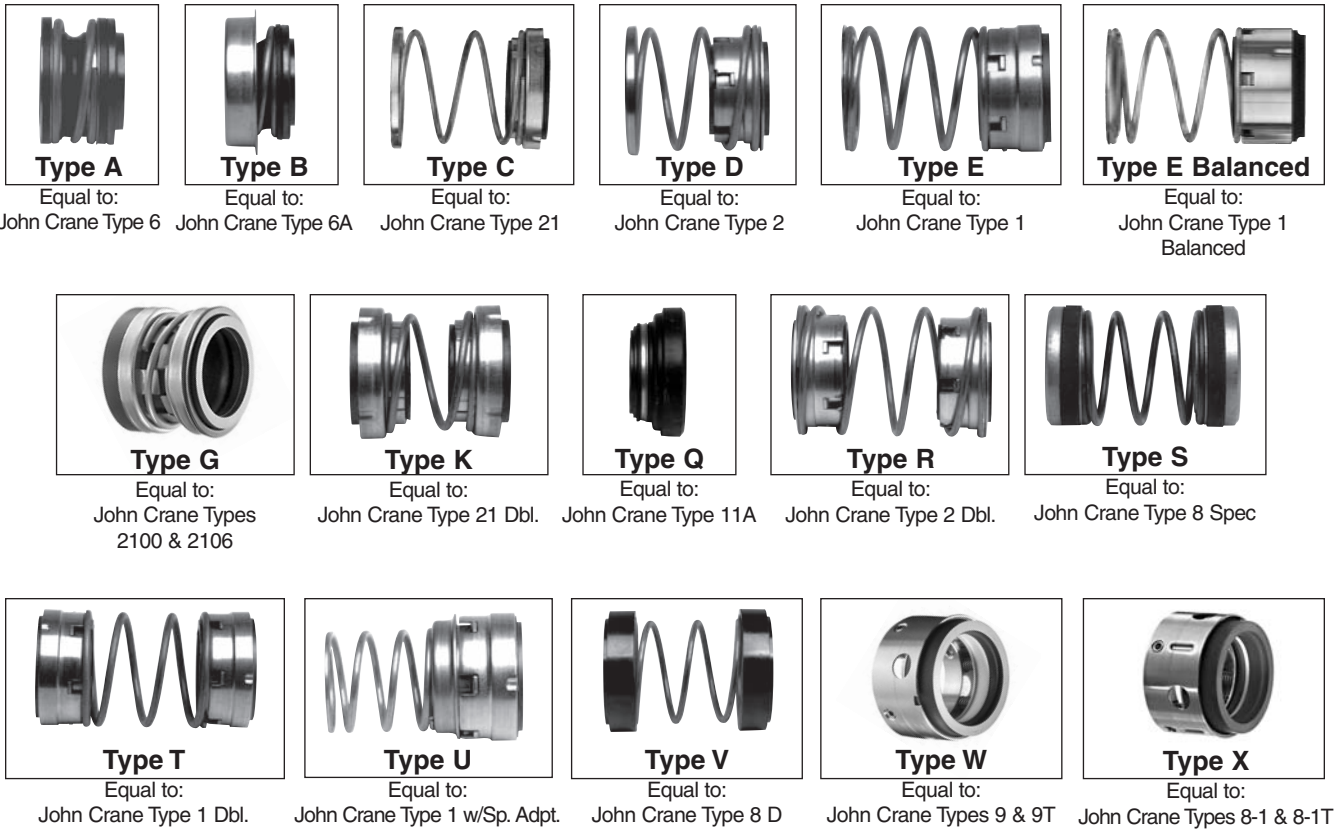 Type A
Equal to:
John Crane Type 6
Type B
Equal to:
John Crane Type 6A
Type C
Equal to:
John Crane Type 21
Type D
Equal to:
John Crane Type 2
Type E
Equal to:
John Crane Type 1
Type E Balanced
Equal to:
John Crane Type 1
Balanced
Type G
Equal to:
John Crane Types
2100 & 2106
Type K
Equal to:
John Crane Type 21 Dbl.
Type Q
Equal to:
John Crane Type 11A
Type R
Equal to:
John Crane Type 2 Dbl.
Type S
Equal to:
John Crane Type 8 Spec
Type T
Equal to:
John Crane Type 1 Dbl.
Type U
Equal to:
John Crane Type 1 w/Sp. Adpt.
Type V
Equal to:
John Crane Type 8 D
Type W
Equal to:
John Crane Types 9 & 9T
Type X
Equal to:
John Crane Types 8-1 & 8-1T